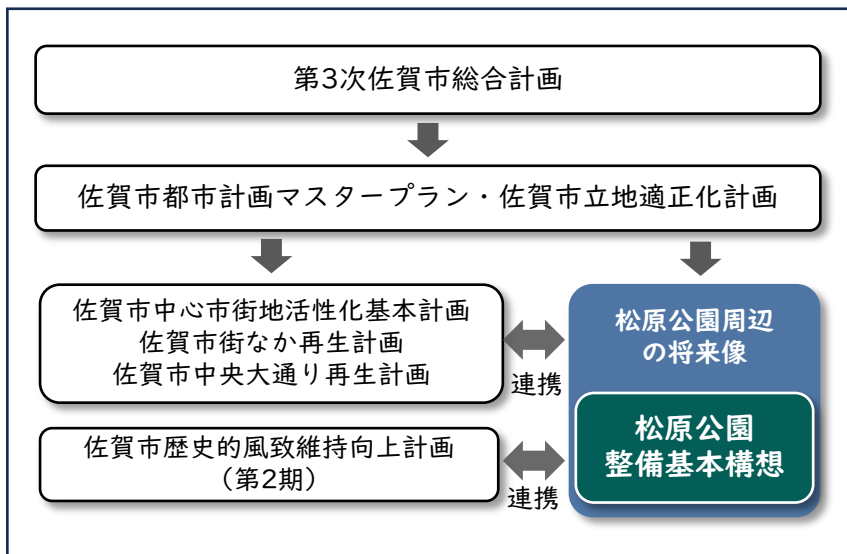 第3次佐賀市総合計画
佐賀市都市計画マスタープラン・佐賀市立地適正化計画
佐賀市中心市街地活性化基本計画
佐賀市街なか再生計画
佐賀市中央大通り再生計画
連携
松原公園周辺
の将来像
松原公園
整備基本構想
佐賀市歴史的風致維持向上計画
（第2期）
連携